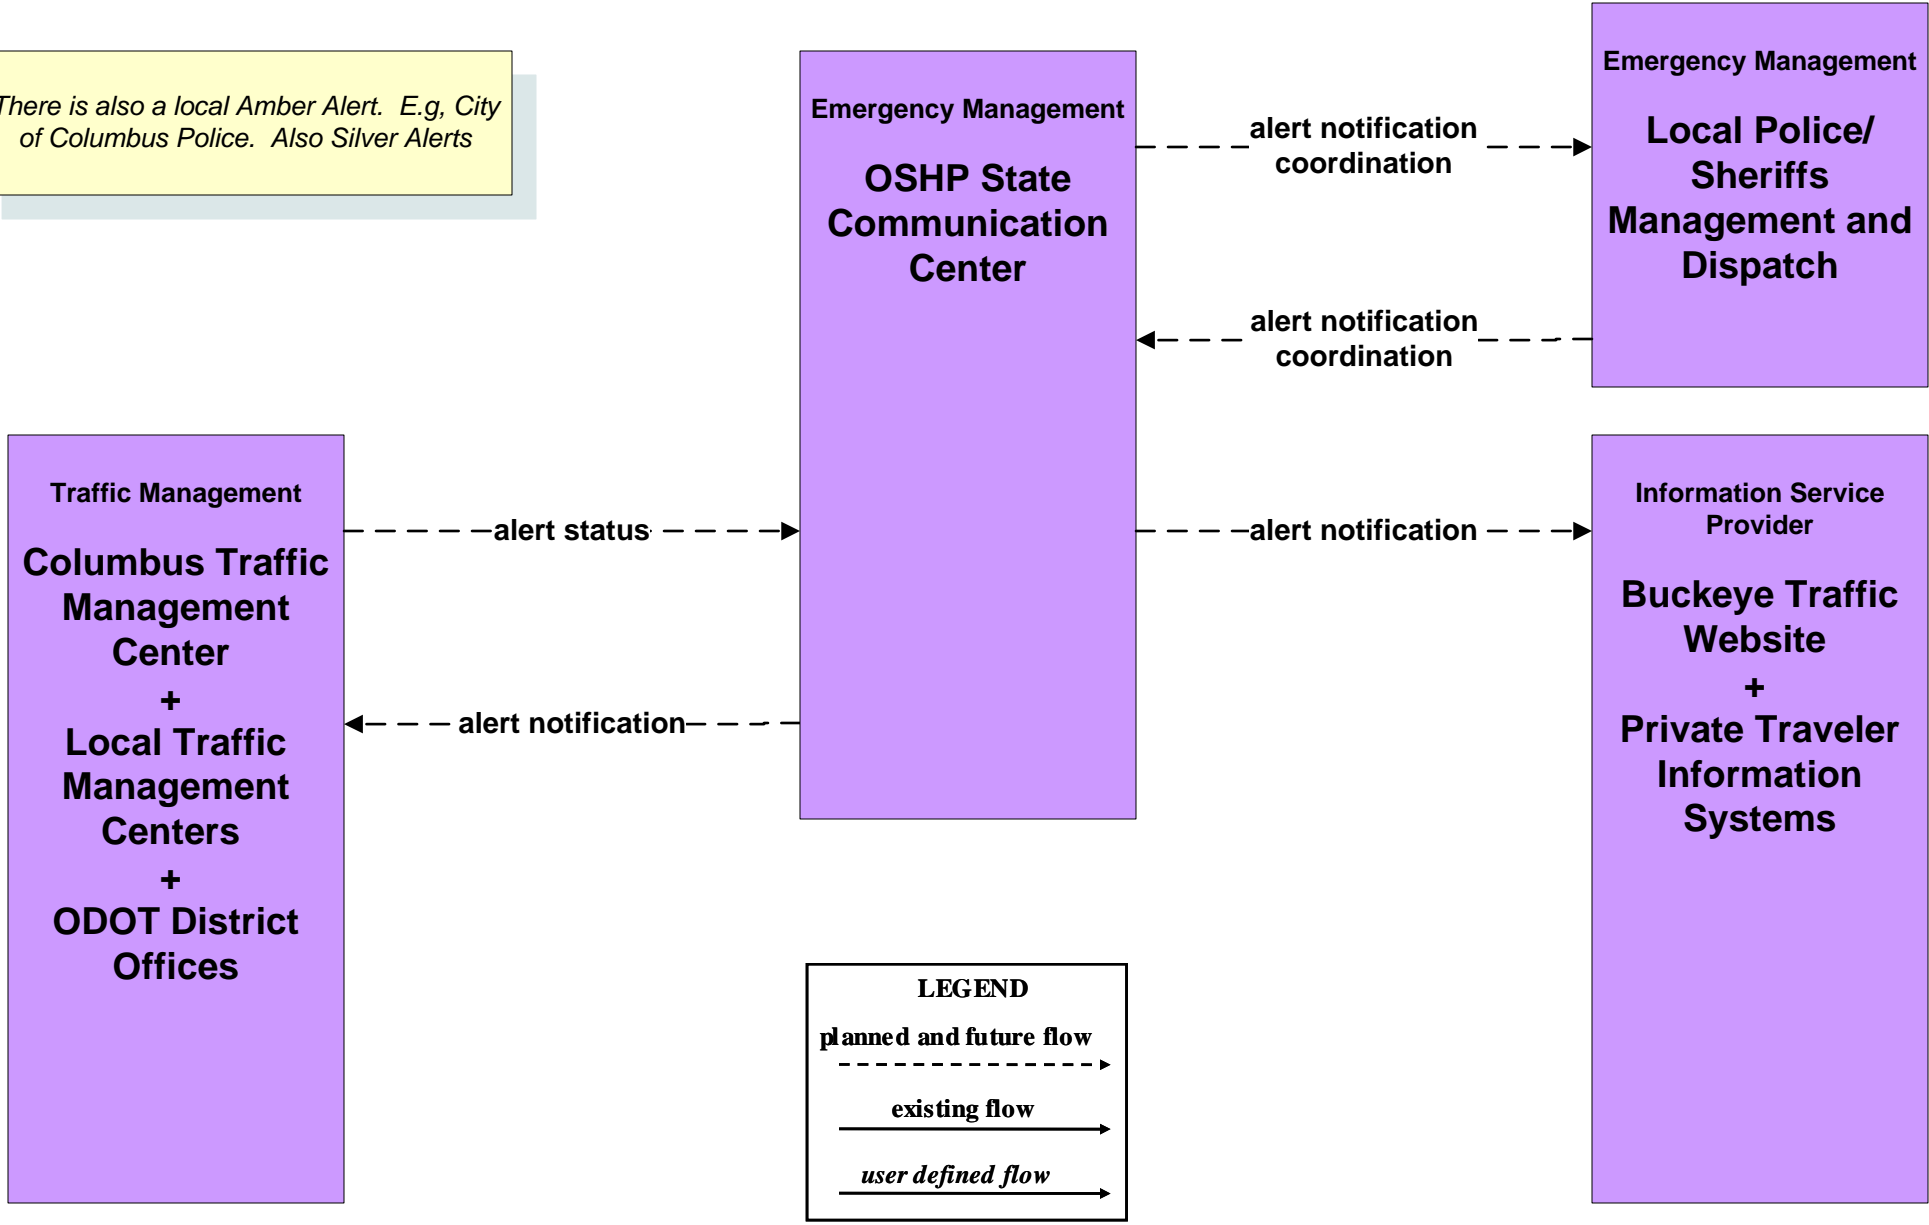 There is also a local Amber Alert.  E.g, City
of Columbus Police.  Also Silver Alerts
Emergency Management
OSHP State
Communication
Center
alert notification
coordination
alert notification
coordination
Emergency Management
Local Police/
Sheriffs
Management and
Dispatch
Traffic Management
Columbus Traffic
Management
Center
+
Local Traffic
Management
Centers
+
ODOT District
Offices
alert status
alert notification
alert notification
Information Service
Provider
Buckeye Traffic
Website
+
Private Traveler
Information
Systems
LEGEND
planned and future flow
existing flow
user defined flow